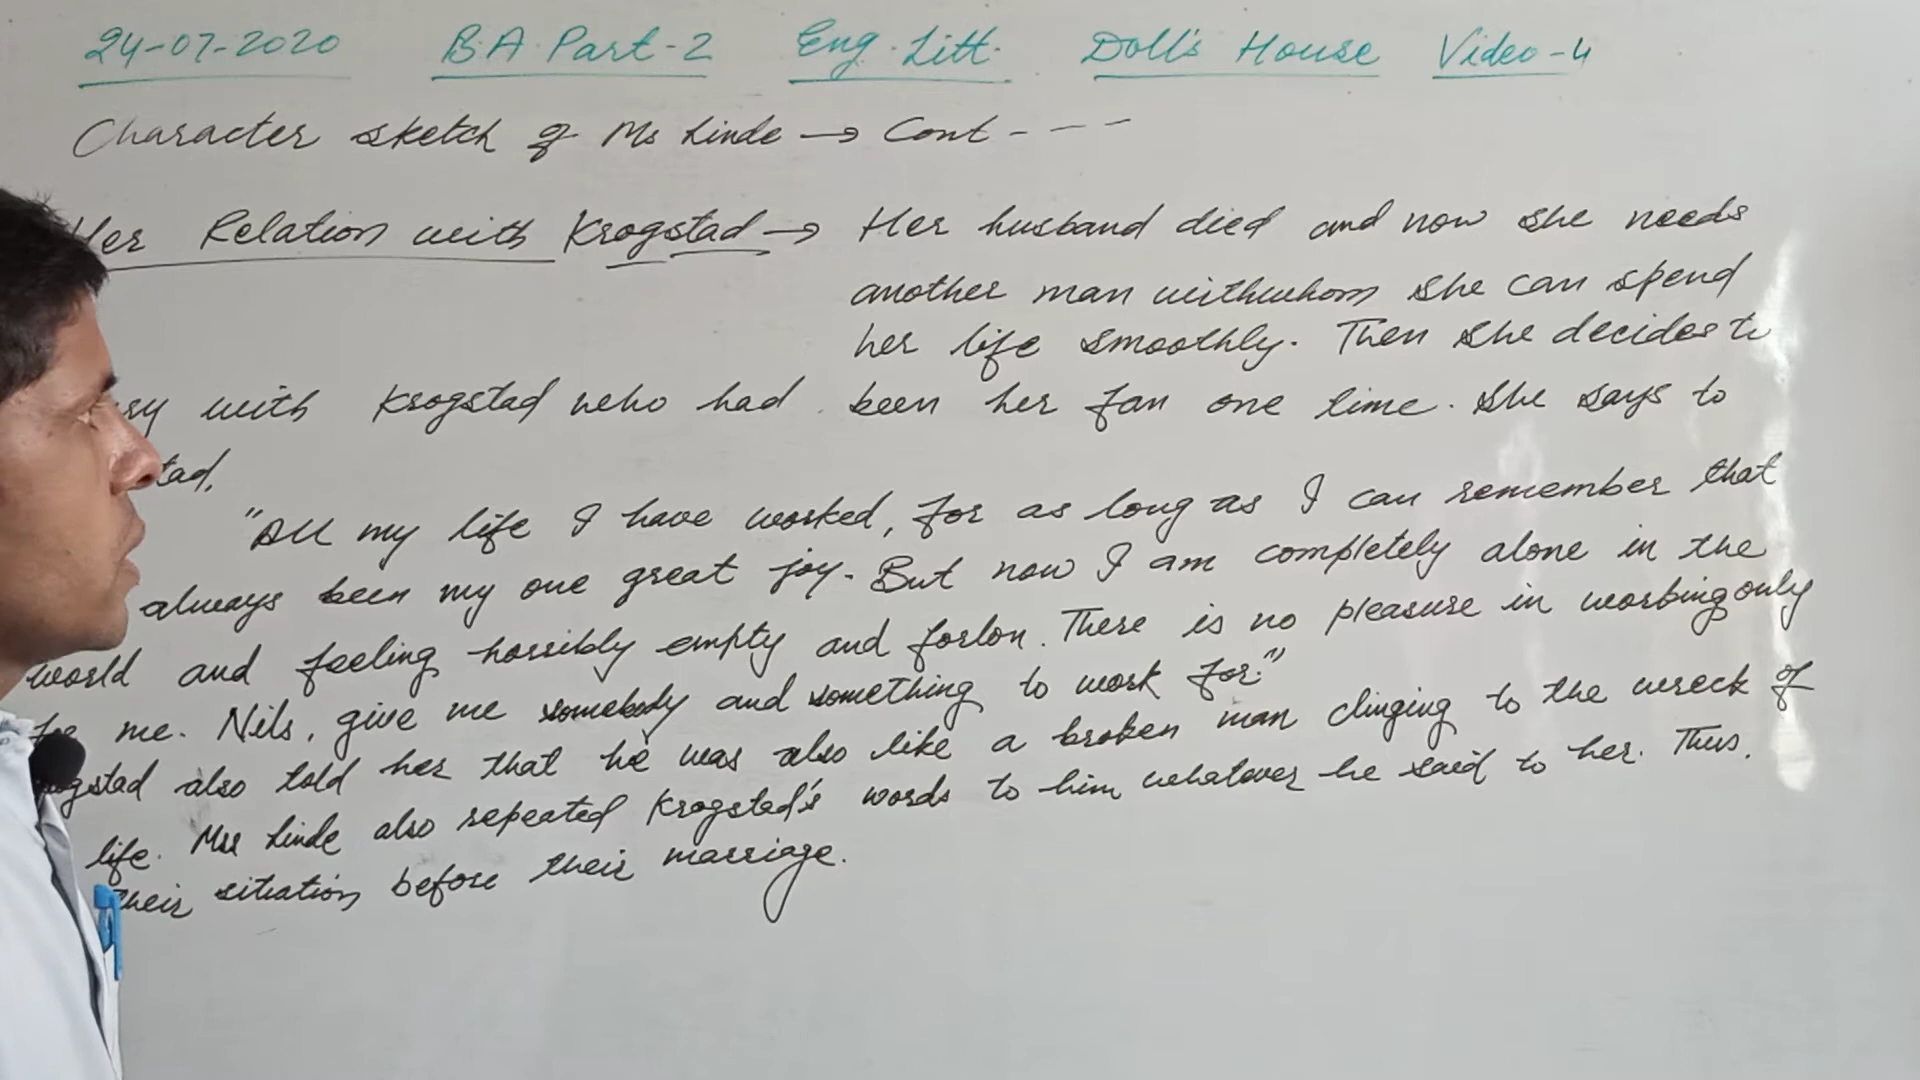 24-07-2020 B.A. Part-2 Eng. Litt. Doll's House Video-4
Character sketch of Ms Linde → Cont - - - -
Her Relation with Krogstad → Her husband died and now she needs
another man withwhom she can spend
her life smoothly. Then she decides to
ry with Krogstad who had been her fan one time. She says to
tad,
"All my life I have worked, for as long as I can remember that
always been my one great joy. But now I am completely alone in the
world and feeling horribly empty and forlon. There is no pleasure in working only
for me. Nils, give me somebody and something to work for."
ogstad also told her that he was also like a broken man clinging to the wreck of
life. Mrs Linde also repeated Krogstad's words to him whatever he said to her. Thus.
their sitiation before their marriage.